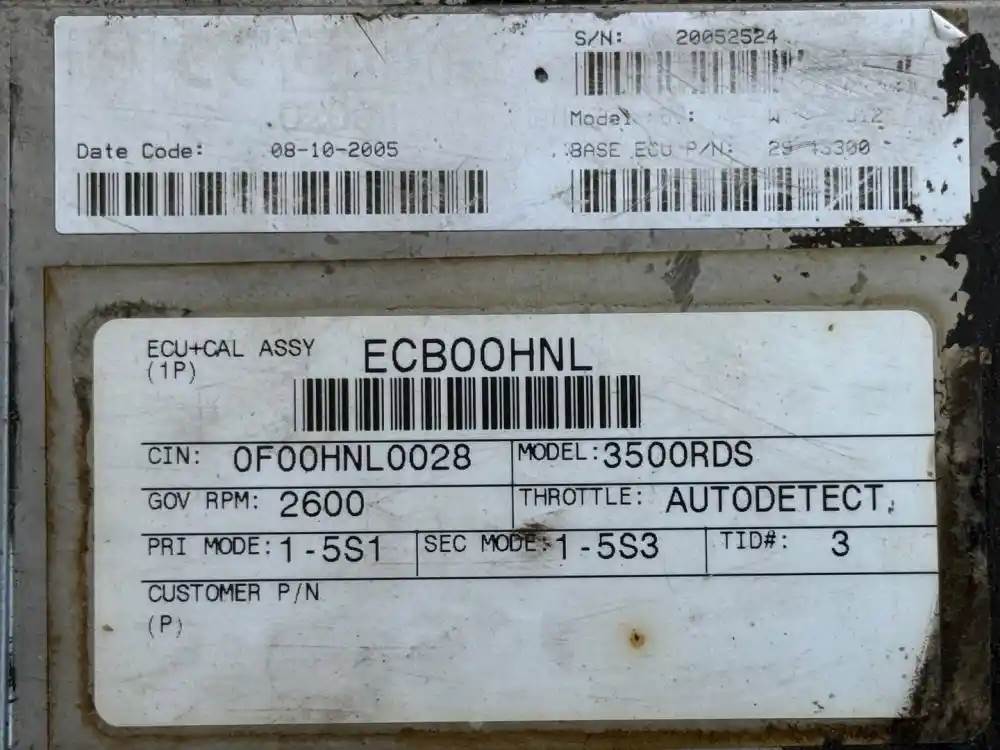 S/N: 20052524
Date Code: 08-10-2005
BASE ECU P/N:
ECU+CAL ASSY ECB00HNL
(1P)
CIN: 0F00HNL0028 MODEL: 3500RDS
GOV RPM: 2600 THROTTLE: AUTODETECT.
PRI MODE: 1-5S1 SEC MODE: 1-5S3 TID#: 3
CUSTOMER P/N
(P)